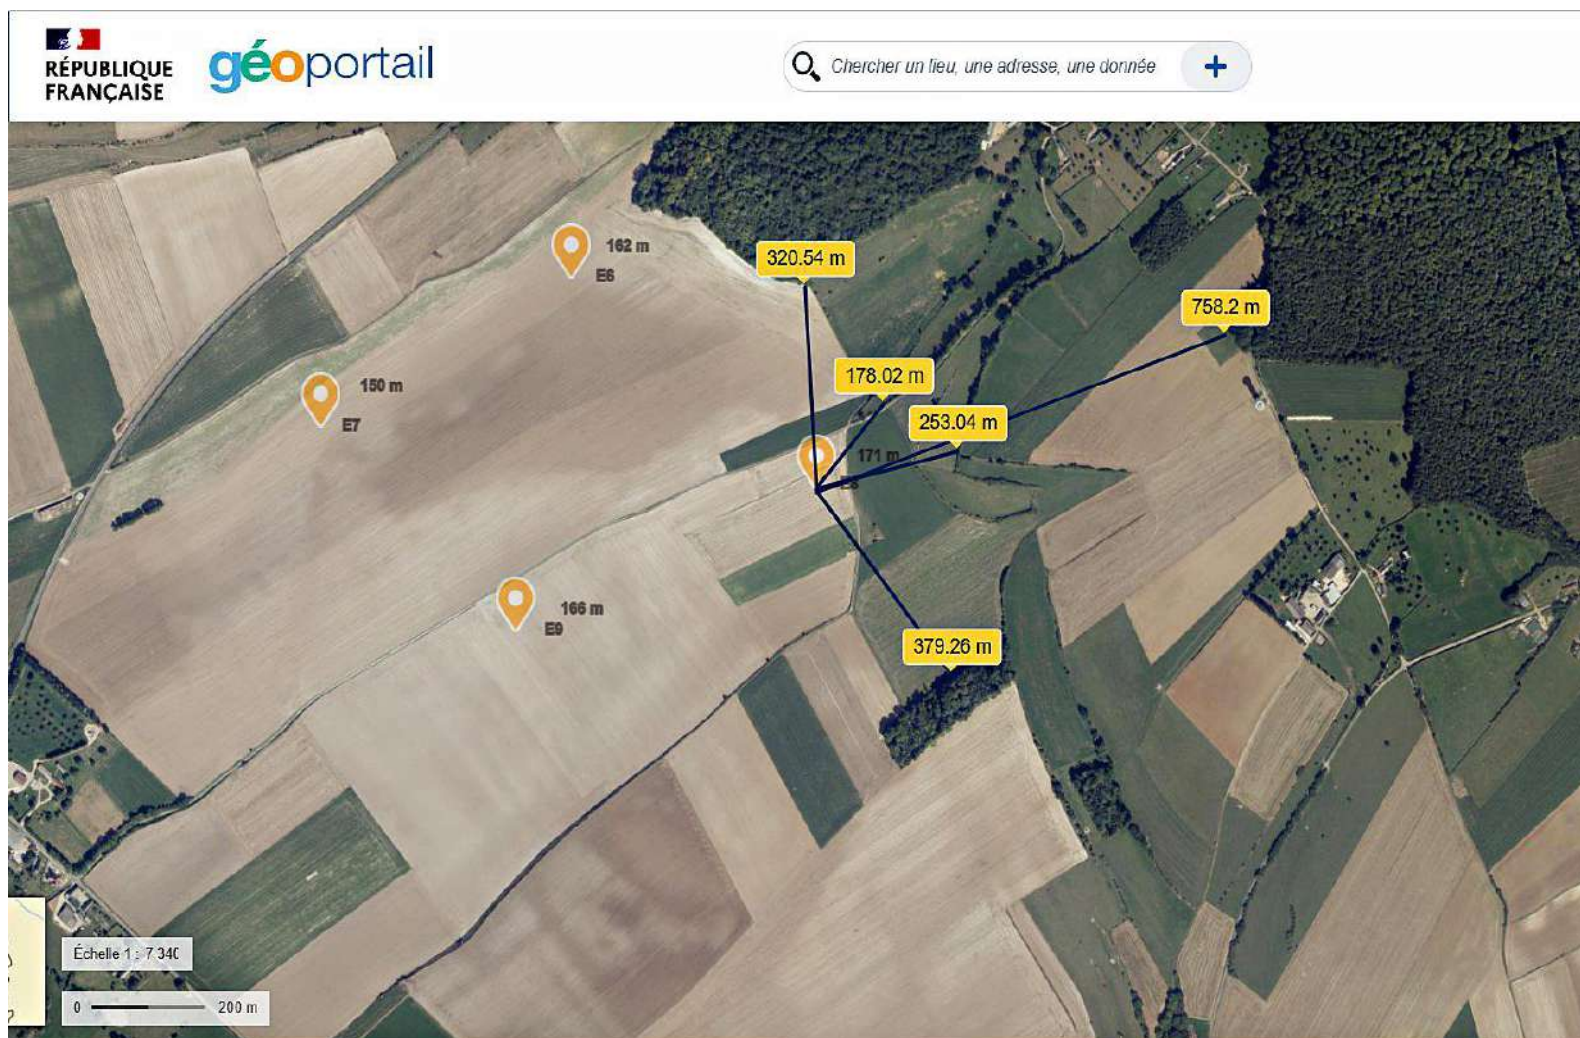 RÉPUBLIQUE
FRANÇAISE
géoportail
Chercher un lieu, une adresse, une donnée
+
162 m
E6
320.54 m
758.2 m
150 m
E7
178.02 m
253.04 m
171 m
166 m
E9
379.26 m
Échelle 1 : 7 340
0
200 m